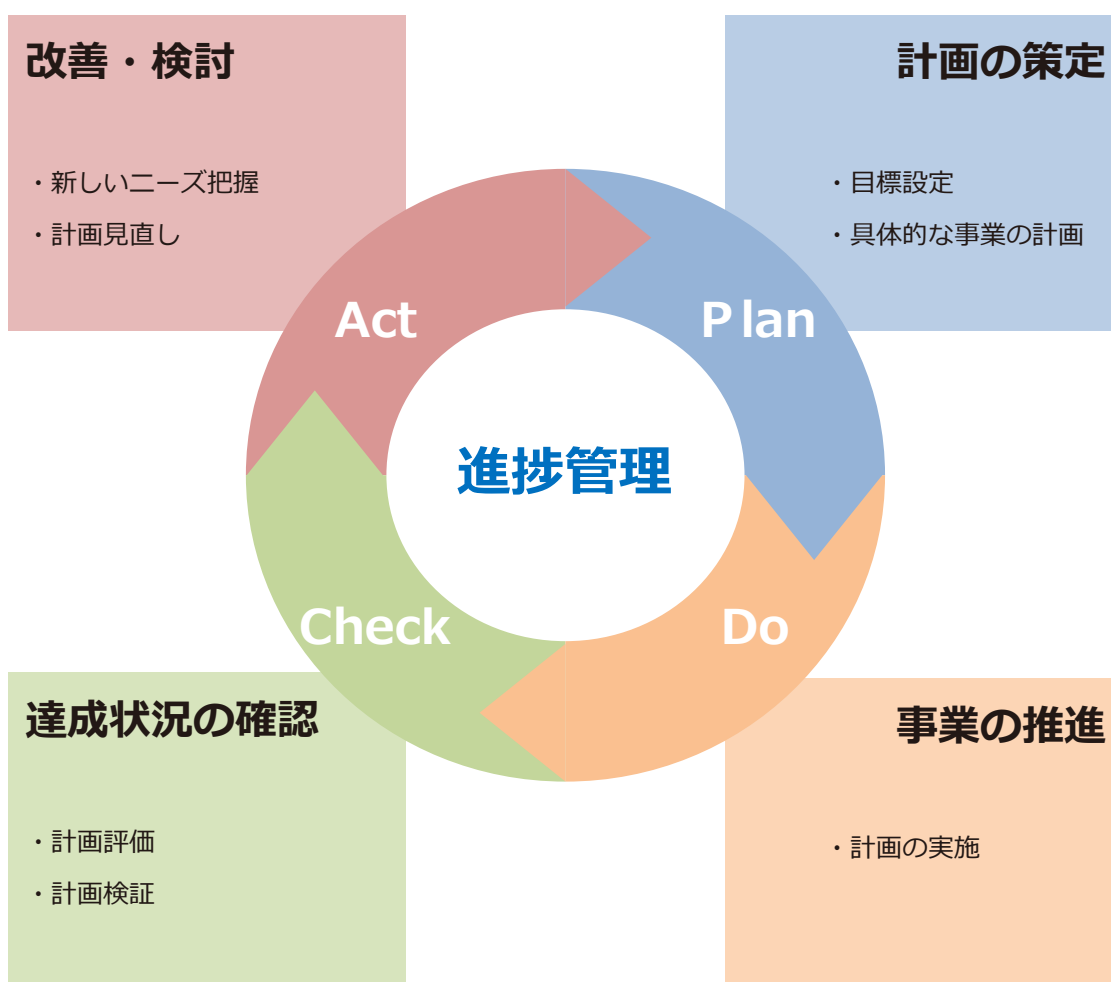 改善・検討
・新しいニーズ把握
・計画見直し
計画の策定
・目標設定
・具体的な事業の計画
Act
Plan
進捗管理
Check
Do
達成状況の確認
・計画評価
・計画検証
事業の推進
・計画の実施